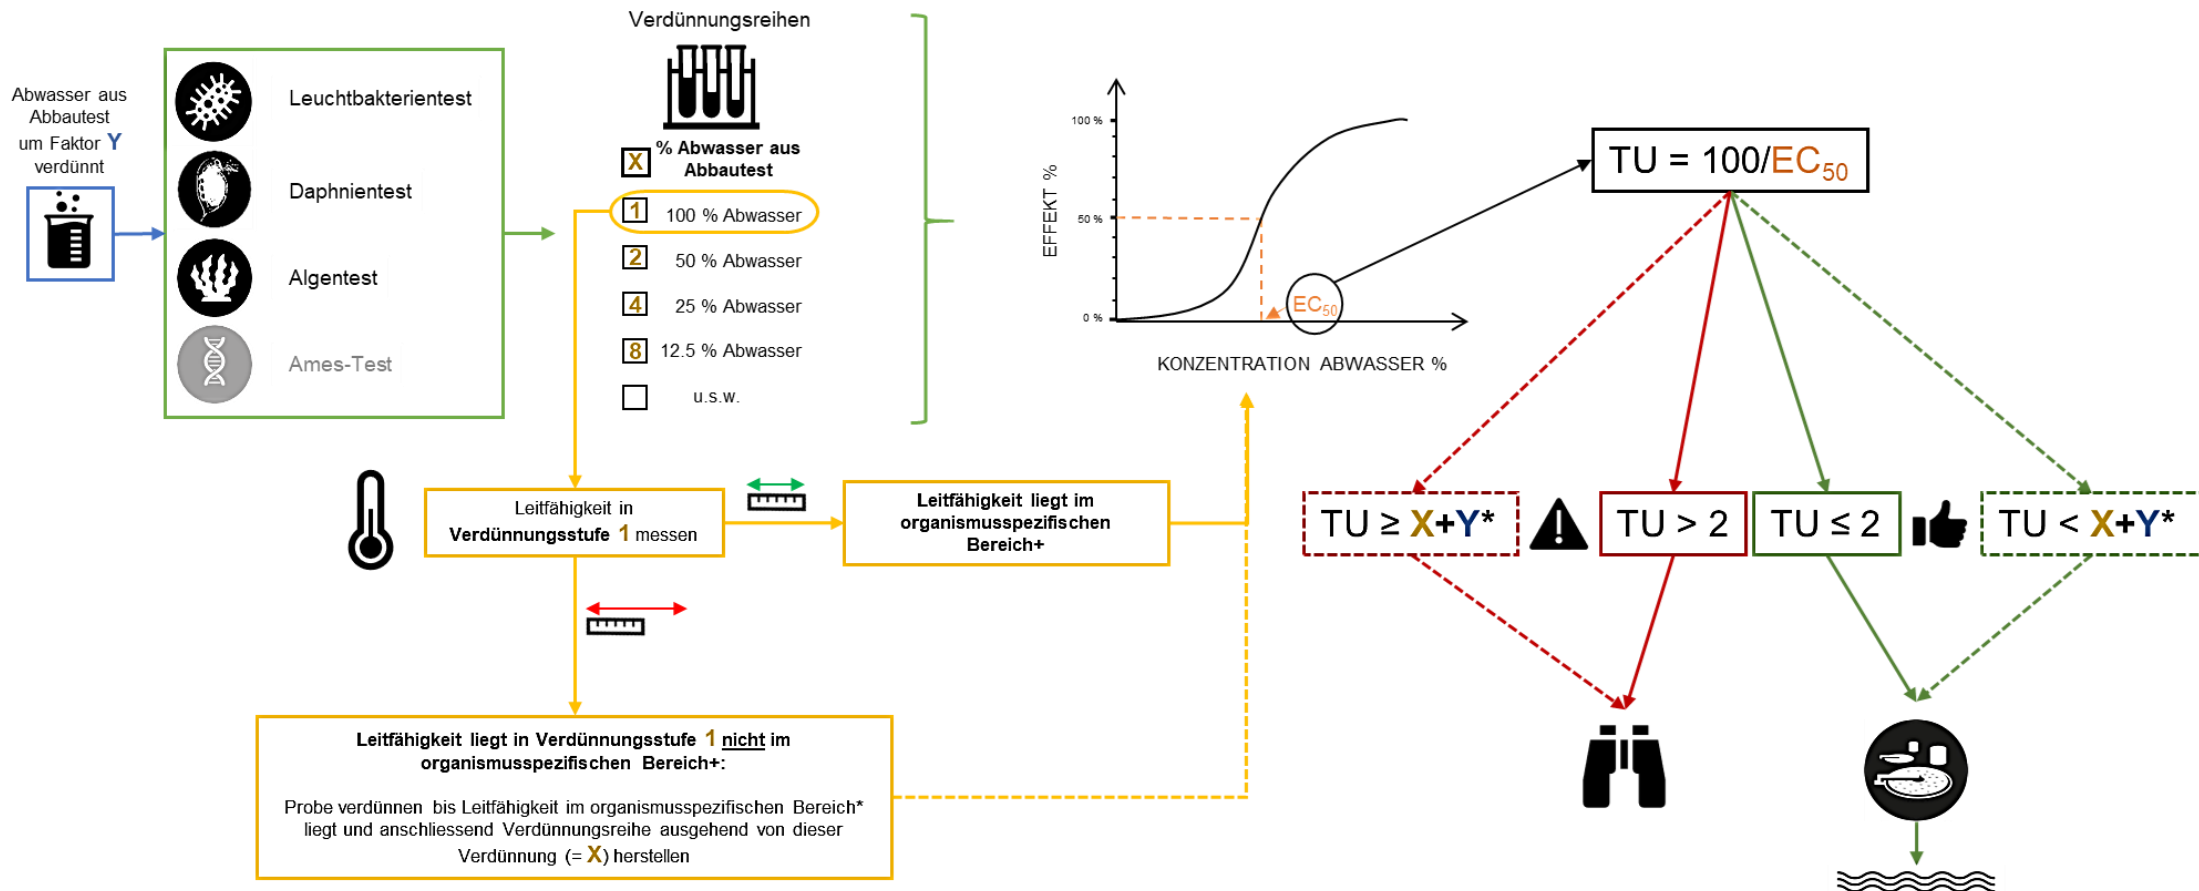 Abwasser aus
Abbautest
um Faktor Y
verdünnt
Leuchtbakterientest
Daphnientest
Algentest
Ames-Test
Verdünnungsreihen
X % Abwasser aus
Abbautest
1 100 % Abwasser
2 50 % Abwasser
4 25 % Abwasser
8 12.5 % Abwasser
u.s.w.
Leitfähigkeit in
Verdünnungsstufe 1 messen
Leitfähigkeit liegt im
organismusspezifischen
Bereich+
Leitfähigkeit liegt in Verdünnungsstufe 1 nicht im
organismusspezifischen Bereich+:
Probe verdünnen bis Leitfähigkeit im organismusspezifischen Bereich*
liegt und anschliessend Verdünnungsreihe ausgehend von dieser
Verdünnung (= X) herstellen
EFFEKT %
100 %
50 %
0 %
EC50
KONZENTRATION ABWASSER %
TU = 100/EC50
TU ≥ X+Y*
TU > 2
TU ≤ 2
TU < X+Y*